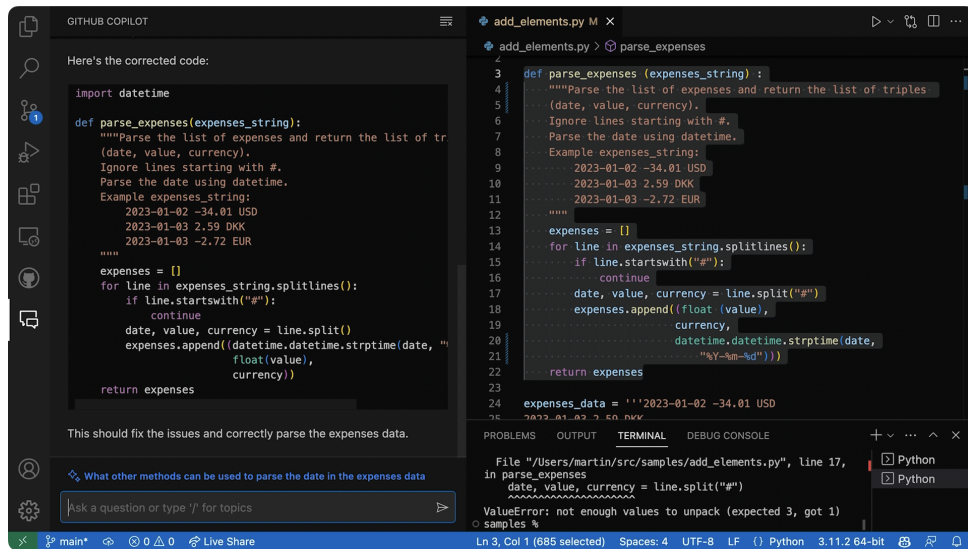 GITHUB COPILOT
Here's the corrected code:
import datetime
def parse_expenses(expenses_string):
"""Parse the list of expenses and return the list of tr
(date, value, currency).
Ignore lines starting with #.
Parse the date using datetime.
Example expenses_string:
2023-01-02 -34.01 USD
2023-01-03 2.59 DKK
2023-01-03 -2.72 EUR
"""
expenses = []
for line in expenses_string.splitlines():
if line.startswith("#"):
continue
date, value, currency = line.split()
expenses.append((datetime.datetime.strptime(date, "
float(value),
currency))
return expenses
This should fix the issues and correctly parse the expenses data.
What other methods can be used to parse the date in the expenses data
Ask a question or type '/' for topics
add_elements.py M
add_elements.py > parse_expenses
2
3 def parse_expenses (expenses_string) :
4 """Parse the list of expenses and return the list of triples
5 (date, value, currency).
6 Ignore lines starting with #.
7 Parse the date using datetime.
8 Example expenses_string:
9 2023-01-02 -34.01 USD
10 2023-01-03 2.59 DKK
11 2023-01-03 -2.72 EUR
12 """
13 expenses = []
14 for line in expenses_string.splitlines():
15 if line.startswith("#"):
16 continue
17 date, value, currency = line.split("#")
18 expenses.append((float (value),
19 currency,
20 datetime.datetime.strptime(date,
21 "%Y-%m-%d")))
22 return expenses
23
24 expenses_data = '''2023-01-02 -34.01 USD
25 2023-01-03 2.59 DKK
PROBLEMS OUTPUT TERMINAL DEBUG CONSOLE
File "/Users/martin/src/samples/add_elements.py", line 17,
in parse_expenses
date, value, currency = line.split("#")
^^^^^^^^^^^^^^^^^^^^^
ValueError: not enough values to unpack (expected 3, got 1)
samples %
Python
Python
1
main* 0 0 Live Share
Ln 3, Col 1 (685 selected) Spaces: 4 UTF-8 LF {} Python 3.11.2 64-bit